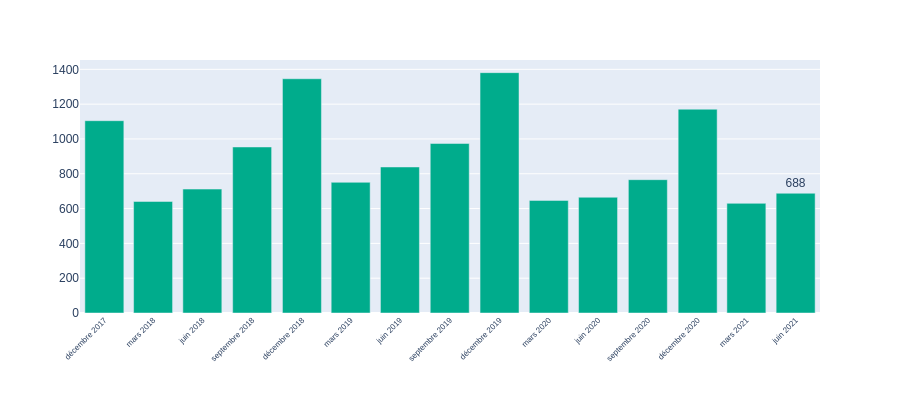 1400
1200
1000
800
600
400
200
0
688
décembre 2017
mars 2018
juin 2018
septembre 2018
décembre 2018
mars 2019
juin 2019
septembre 2019
décembre 2019
mars 2020
juin 2020
septembre 2020
décembre 2020
mars 2021
juin 2021